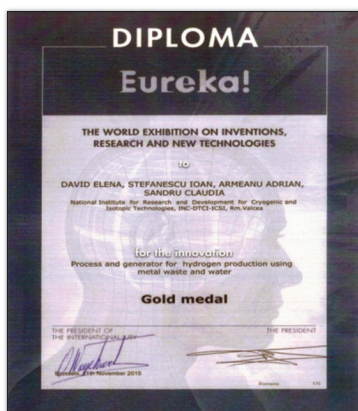 DIPLOMA
Eureka!
THE WORLD EXHIBITION ON INVENTIONS,
RESEARCH AND NEW TECHNOLOGIES
to
DAVID ELENA, STEFANESCU IOAN, ARMEANU ADRIAN,
SANDRU CLAUDIA
National Institute for Research and Development for Cryogenic and
Isotopic Technologies, INC-DTCI-ICSI, Rm.Valcea
for the innovation
Process and generator for hydrogen production using
metal waste and water
Gold medal
THE PRESIDENT OF
THE INTERNATIONAL JURY
THE PRESIDENT
November 2015